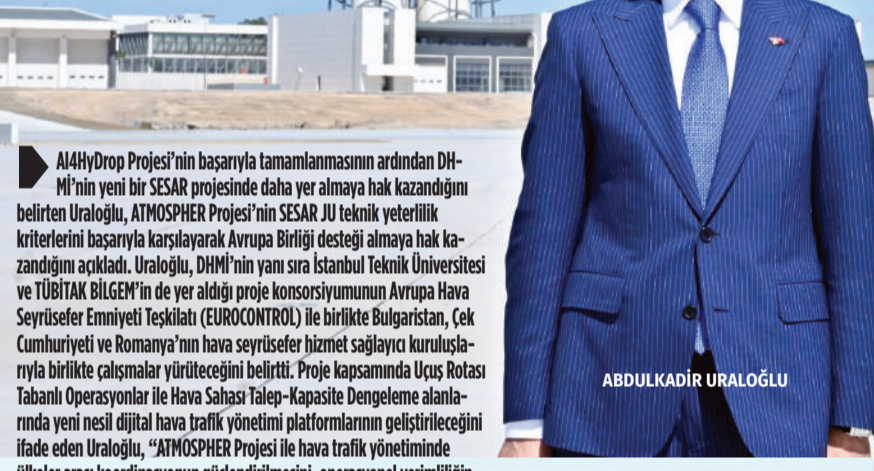 AI4HyDrop Projesi'nin başarıyla tamamlanmasının ardından DH-
Mİ'nin yeni bir SESAR projesinde daha yer almaya hak kazandığını
belirten Uraloğlu, ATMOSPHER Projesi'nin SESAR JU teknik yeterlilik
kriterlerini başarıyla karşılayarak Avrupa Birliği desteği almaya hak ka-
zandığını açıkladı. Uraloğlu, DHMİ'nin yanı sıra İstanbul Teknik Üniversitesi
ve TÜBİTAK BİLGEM'in de yer aldığı proje konsorsiyumunun Avrupa Hava
Seyrüsefer Emniyeti Teşkilatı (EUROCONTROL) ile birlikte Bulgaristan, Çek
Cumhuriyeti ve Romanya'nın hava seyrüsefer hizmet sağlayıcı kuruluşla-
rıyla birlikte çalışmalar yürüteceğini belirtti. Proje kapsamında Uçuş Rotası
Tabanlı Operasyonlar ile Hava Sahası Talep-Kapasite Dengeleme alanla-
rında yeni nesil dijital hava trafik yönetimi platformlarının geliştirileceğini
ifade eden Uraloğlu, "ATMOSPHER Projesi ile hava trafik yönetiminde
ülkeler arası koordinasyonun güçlendirilmesini, operasyonel verimliliğin
ABDULKADİR URALOĞLU